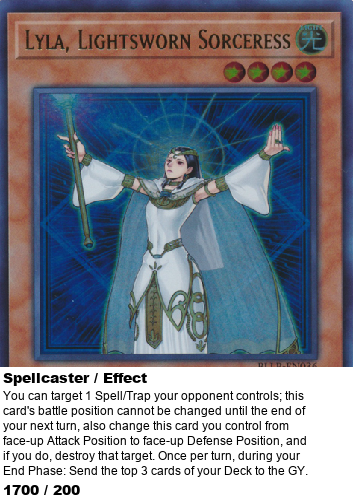 LYLA, LIGHTSWORN SORCERESS
光
BLLR-EN036
Spellcaster / Effect
You can target 1 Spell/Trap your opponent controls; this
card's battle position cannot be changed until the end of
your next turn, also change this card you control from
face-up Attack Position to face-up Defense Position, and
if you do, destroy that target. Once per turn, during your
End Phase: Send the top 3 cards of your Deck to the GY.
1700 / 200